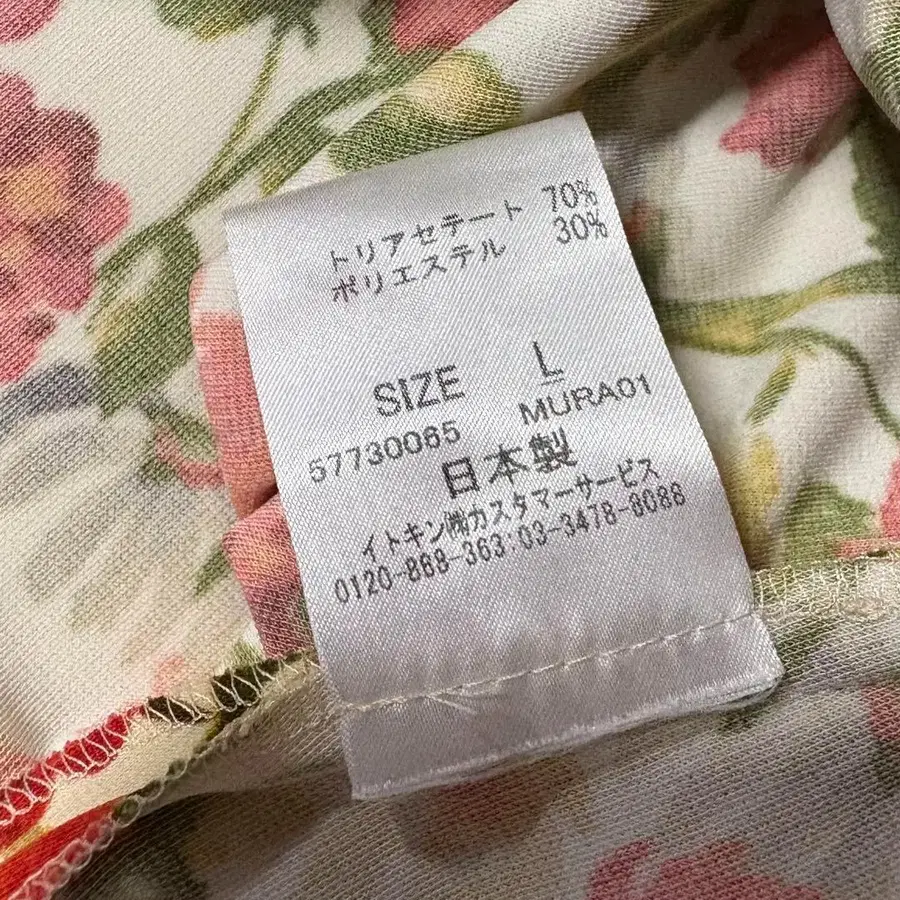 トリアセテート 70%
ポリエステル 30%
SIZE L
57730065 MURA01
日本製
イトキン㈱カスタマーサービス
0120-888-363:03-3478-8088